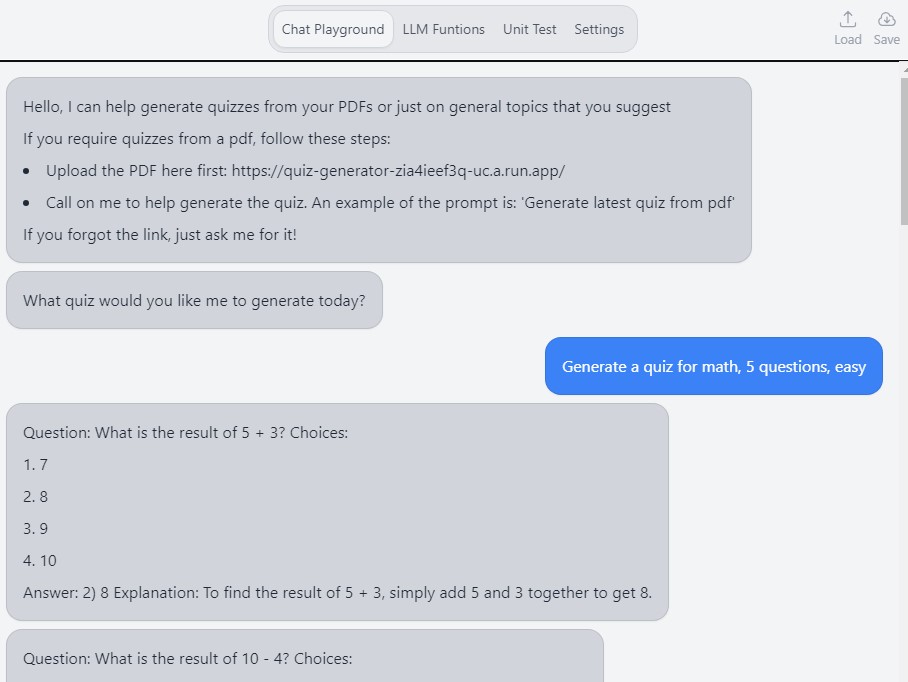 Chat Playground LLM Funtions Unit Test Settings Load Save
Hello, I can help generate quizzes from your PDFs or just on general topics that you suggest
If you require quizzes from a pdf, follow these steps:
• Upload the PDF here first: https://quiz-generator-zia4ieef3q-uc.a.run.app/
• Call on me to help generate the quiz. An example of the prompt is: 'Generate latest quiz from pdf'
If you forgot the link, just ask me for it!
What quiz would you like me to generate today?
Generate a quiz for math, 5 questions, easy
Question: What is the result of 5 + 3? Choices:
1. 7
2. 8
3. 9
4. 10
Answer: 2) 8 Explanation: To find the result of 5 + 3, simply add 5 and 3 together to get 8.
Question: What is the result of 10 - 4? Choices: